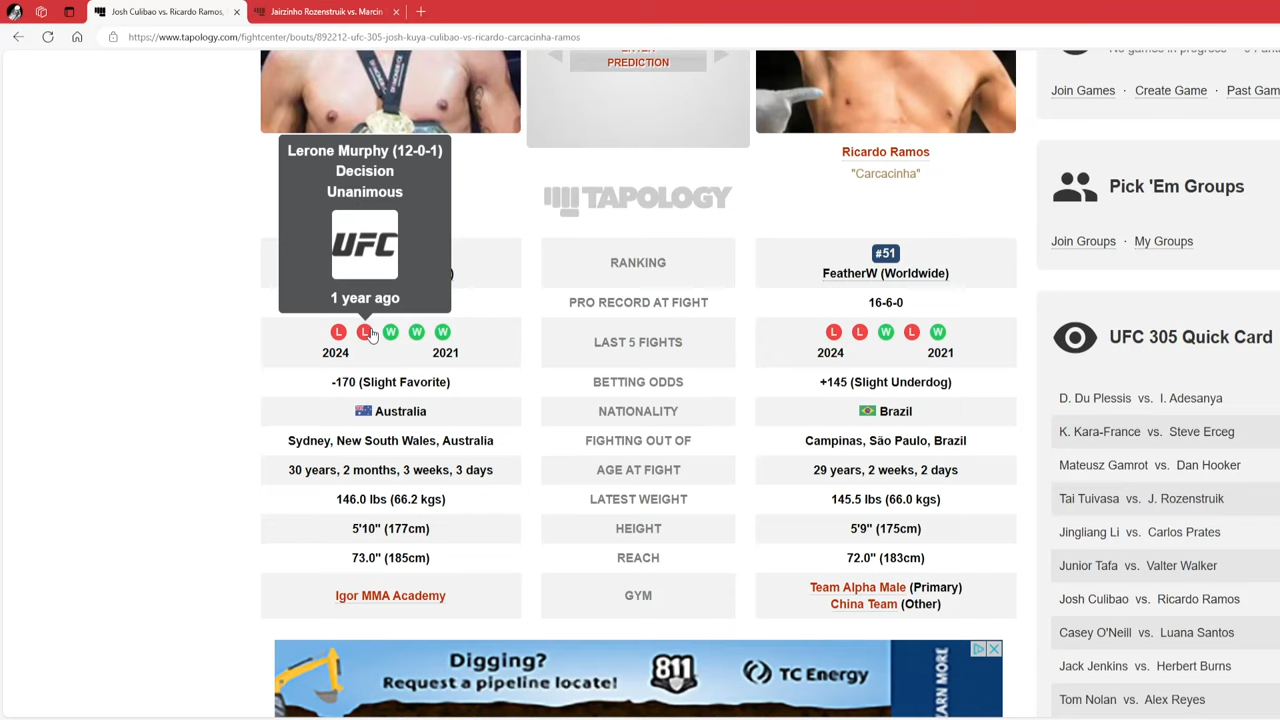 Josh Culibao vs. Ricardo Ramos,
Jairzinho Rozenstruik vs. Marcin
https://www.tapology.com/fightcenter/bouts/892212-ufc-305-josh-kuya-culibao-vs-ricardo-carcacinha-ramos
PREDICTION
Lerone Murphy (12-0-1)
Decision
Unanimous
UFC
1 year ago
TAPOLOGY
Ricardo Ramos
"Carcacinha"
RANKING
#51
FeatherW (Worldwide)
PRO RECORD AT FIGHT
16-6-0
L L W W W
2024 2021
LAST 5 FIGHTS
L L W L W
2024 2021
-170 (Slight Favorite)
BETTING ODDS
+145 (Slight Underdog)
Australia
NATIONALITY
Brazil
Sydney, New South Wales, Australia
FIGHTING OUT OF
Campinas, São Paulo, Brazil
30 years, 2 months, 3 weeks, 3 days
AGE AT FIGHT
29 years, 2 weeks, 2 days
146.0 lbs (66.2 kgs)
LATEST WEIGHT
145.5 lbs (66.0 kgs)
5'10" (177cm)
HEIGHT
5'9" (175cm)
73.0" (185cm)
REACH
72.0" (183cm)
Igor MMA Academy
GYM
Team Alpha Male (Primary)
China Team (Other)
Digging?
Request a pipeline locate!
811
TC Energy
LEARN MORE
Join Games · Create Game · Past Gam
Pick 'Em Groups
Join Groups · My Groups
UFC 305 Quick Card
D. Du Plessis vs. I. Adesanya
K. Kara-France vs. Steve Erceg
Mateusz Gamrot vs. Dan Hooker
Tai Tuivasa vs. J. Rozenstruik
Jingliang Li vs. Carlos Prates
Junior Tafa vs. Valter Walker
Josh Culibao vs. Ricardo Ramos
Casey O'Neill vs. Luana Santos
Jack Jenkins vs. Herbert Burns
Tom Nolan vs. Alex Reyes